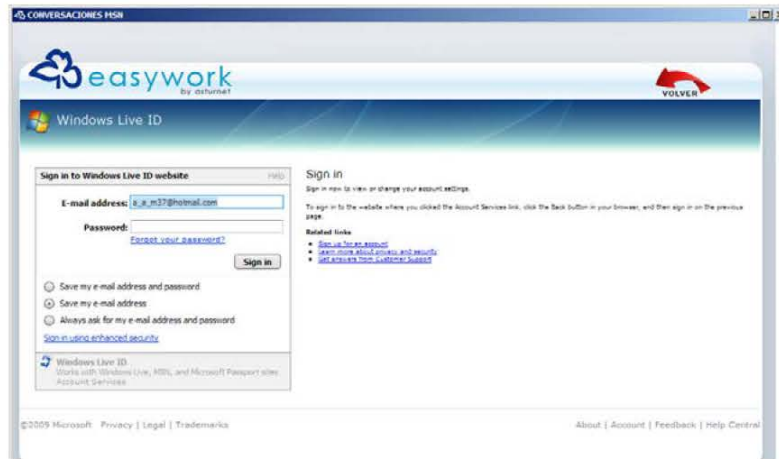 CONVERSACIONES MSN
easywork
by asturnet
VOLVER
Windows Live ID
Sign in to Windows Live ID website
Help
E-mail address: a_a_m37@hotmail.com
Password:
Forgot your password?
Sign in
Save my e-mail address and password
Save my e-mail address
Always ask for my e-mail address and password
Sign in using enhanced security
Windows Live ID
Works with Windows Live, MSN, and Microsoft Passport sites
Account Services
Sign in
Sign in now to view or change your account settings.
To sign in to the website where you clicked the Account Services link, click the Back button in your browser, and then sign in on the previous
page.
Related links
Sign up for an account
Learn more about privacy and security
Get answers from Customer Support
©2009 Microsoft Privacy | Legal | Trademarks
About | Account | Feedback | Help Central